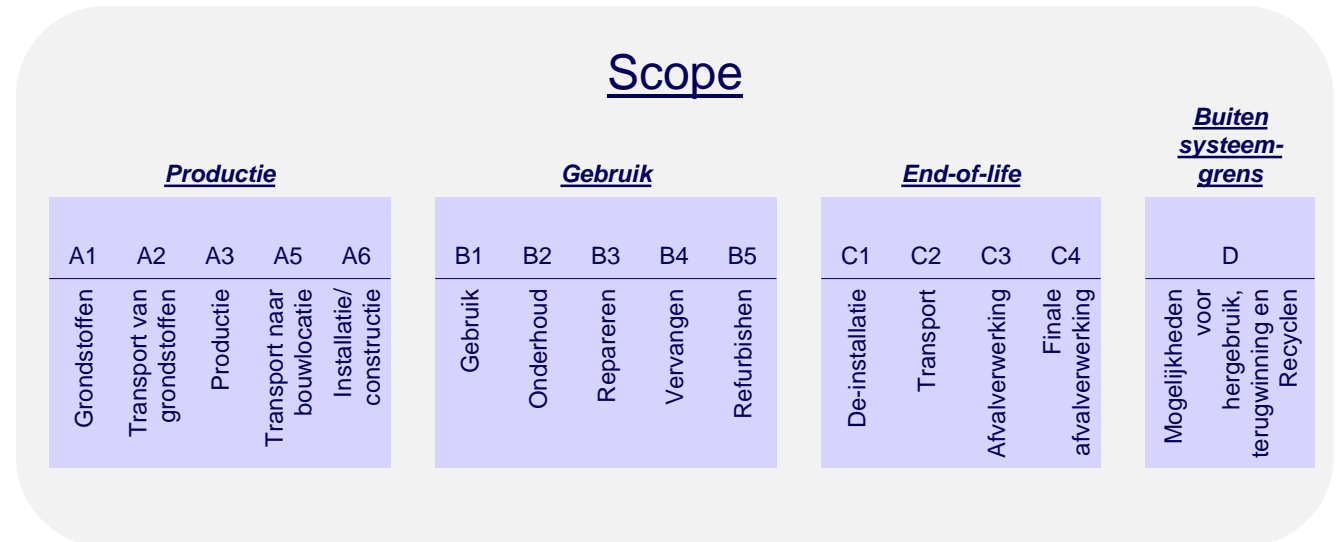 Scope
Productie
Gebruik
End-of-life
Buiten
systeem-
grens
A1 A2 A3 A5 A6
Grondstoffen
Transport van
grondstoffen
Productie
Transport naar
bouwlocatie
Installatie/
constructie
B1 B2 B3 B4 B5
Gebruik
Onderhoud
Repareren
Vervangen
Refurbishen
C1 C2 C3 C4
De-installatie
Transport
Afvalverwerking
Finale
afvalverwerking
D
Mogelijkheden
voor
hergebruik,
terugwinning en
Recyclen